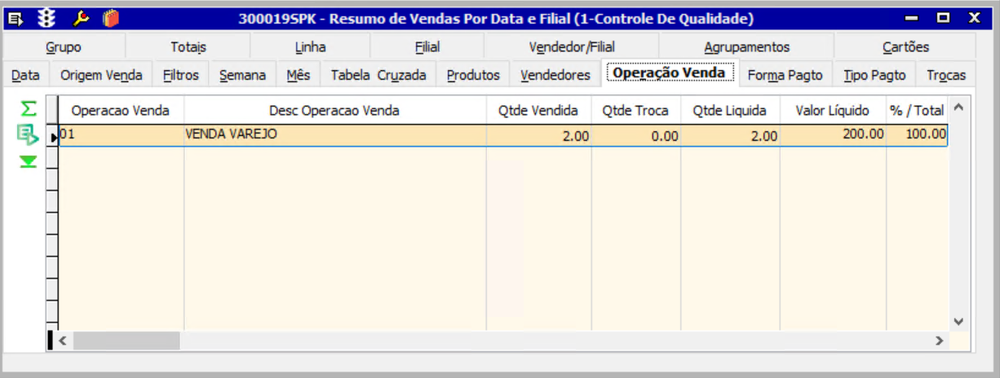 300019SPK - Resumo de Vendas Por Data e Filial (1-Controle De Qualidade)
Grupo Totais Linha Filial Vendedor/Filial Agrupamentos Cartões
Data Origem Venda Filtros Semana Mês Tabela Cruzada Produtos Vendedores Operação Venda Forma Pagto Tipo Pagto Trocas
Operacao Venda Desc Operacao Venda Qtde Vendida Qtde Troca Qtde Liquida Valor Líquido % / Total
01 VENDA VAREJO 2.00 0.00 2.00 200.00 100.00